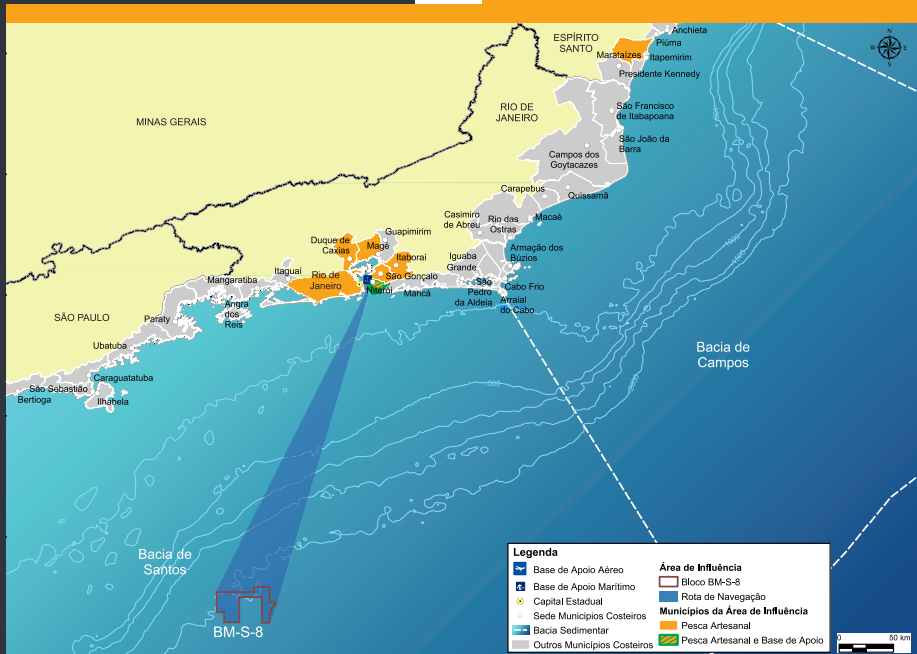 ESPÍRITO
SANTO
Anchieta
Piúma
Marataízes
Itapemirim
Presidente Kennedy
N
W
E
S
MINAS GERAIS
RIO DE
JANEIRO
São Francisco
de Itabapoana
São João da
Barra
Campos dos
Goytacazes
Carapebus
Quissamã
Casimiro
de Abreu
Rio das
Ostras
Macaé
Guapimirim
Duque de
Caxias
Magé
Itaboraí
Armação dos
Búzios
Iguaba
Grande
Itaguaí
Rio de
Janeiro
São Gonçalo
Niterói
Maricá
São
Pedro
da Aldeia
Cabo Frio
Arraial
do Cabo
Mangaratiba
Angra
dos
Reis
Paraty
SÃO PAULO
Ubatuba
Caraguatatuba
São Sebastião
Bertioga
Ilhabela
Bacia de
Campos
Bacia de
Santos
BM-S-8
Legenda
Base de Apoio Aéreo
Base de Apoio Marítimo
Capital Estadual
Sede Municipios Costeiros
Bacia Sedimentar
Outros Municipios Costeiros
Área de Influência
Bloco BM-S-8
Rota de Navegação
Municípios da Área de Influência
Pesca Artesanal
Pesca Artesanal e Base de Apoio
0 50 km